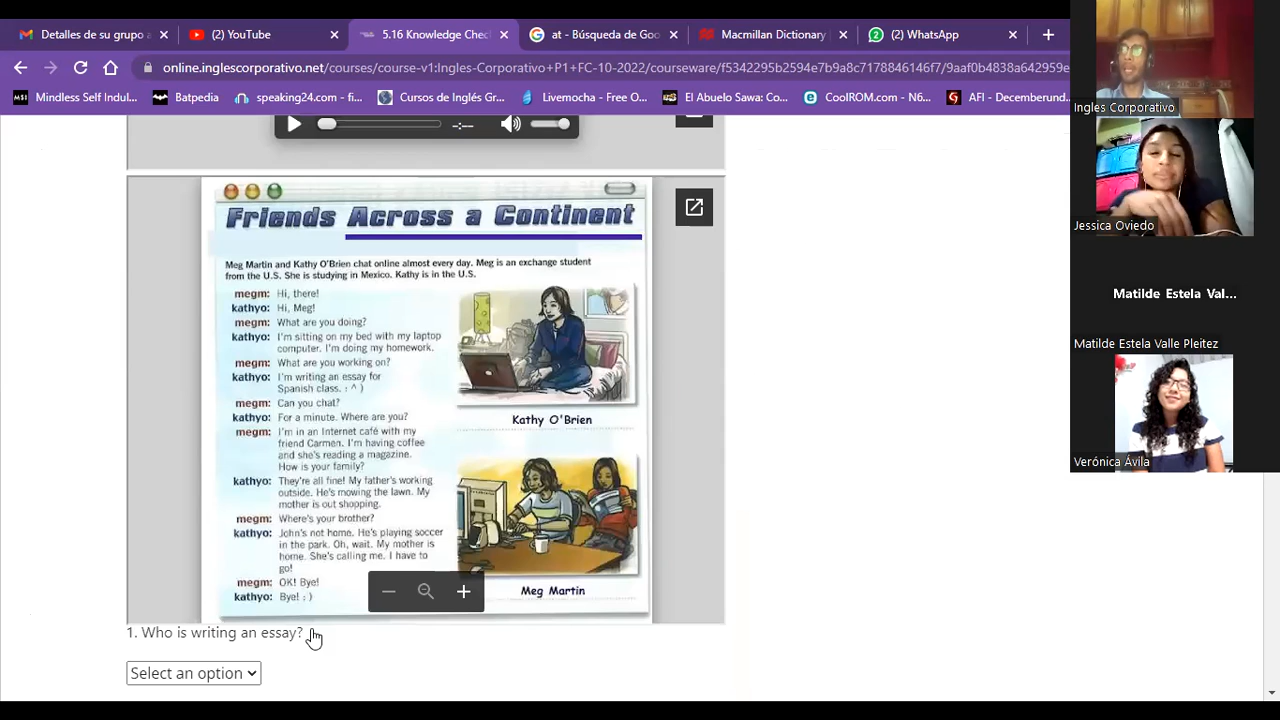 Detalles de su grupo a
(2) YouTube
5.16 Knowledge Chec
at - Búsqueda de Goo
Macmillan Dictionary
(2) WhatsApp
online.inglescorporativo.net/courses/course-v1:Ingles-Corporativo+P1+FC-10-2022/courseware/f5342295b2594e7b9a8c7178846146f7/9aaf0b4838a642959e
Mindless Self Indul...
Batpedia
speaking24.com - fi...
Cursos de Inglés Gr...
Livemocha - Free O...
El Abuelo Sawa: Co...
CoolROM.com - Nó...
AFI - Decemberund...
Friends Across a Continent
Meg Martin and Kathy O'Brien chat online almost every day. Meg is an exchange student
from the U.S. She is studying in Mexico. Kathy is in the U.S.
megm: Hi, there!
kathyo: Hi, Meg!
megm: What are you doing?
kathyo: I'm sitting on my bed with my laptop
computer. I'm doing my homework.
megm: What are you working on?
kathyo: I'm writing an essay for
Spanish class. : ^ )
megm: Can you chat?
kathyo: For a minute. Where are you?
megm: I'm in an Internet café with my
friend Carmen. I'm having coffee
and she's reading a magazine.
How is your family?
kathyo: They're all fine! My father's working
outside. He's mowing the lawn. My
mother is out shopping.
megm: Where's your brother?
kathyo: John's not home. He's playing soccer
in the park. Oh, wait. My mother is
home. She's calling me. I have to
go!
megm: OK! Bye!
kathyo: Bye! : )
Kathy O'Brien
Meg Martin
1. Who is writing an essay?
Select an option
Ingles Corporativo
Jessica Oviedo
Matilde Estela Val...
Matilde Estela Valle Pleitez
Verónica Ávila